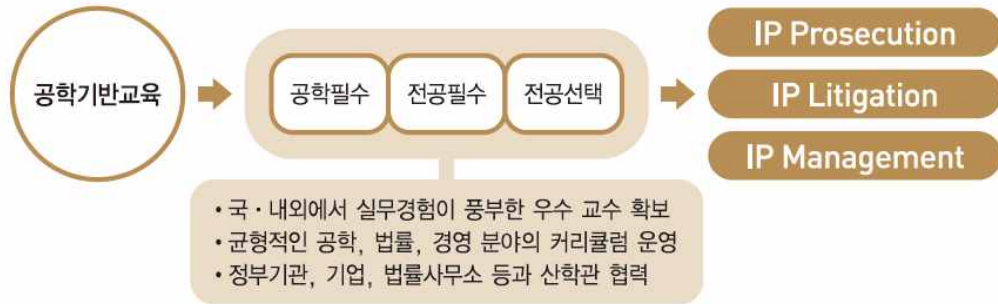 공학기반교육
공학필수
전공필수
전공선택
IP Prosecution
IP Litigation
IP Management
• 국·내외에서 실무경험이 풍부한 우수 교수 확보
• 균형적인 공학, 법률, 경영 분야의 커리큘럼 운영
• 정부기관, 기업, 법률사무소 등과 산학관 협력